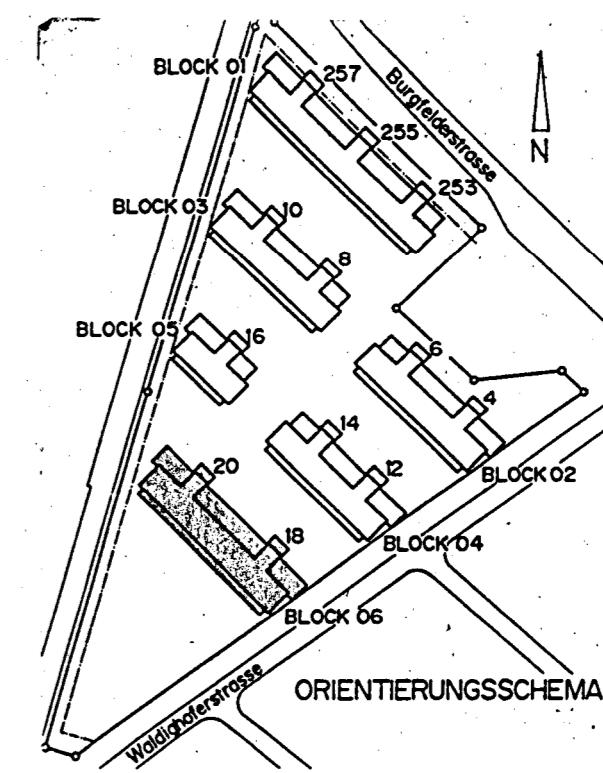 BLOCK 01
257
Burgfelderstrasse
255
N
253
BLOCK 03
10
8
BLOCK 05
16
6
4
14
12
BLOCK 02
20
18
BLOCK 04
BLOCK 06
Waldighoferstrasse
ORIENTIERUNGSSCHEMA